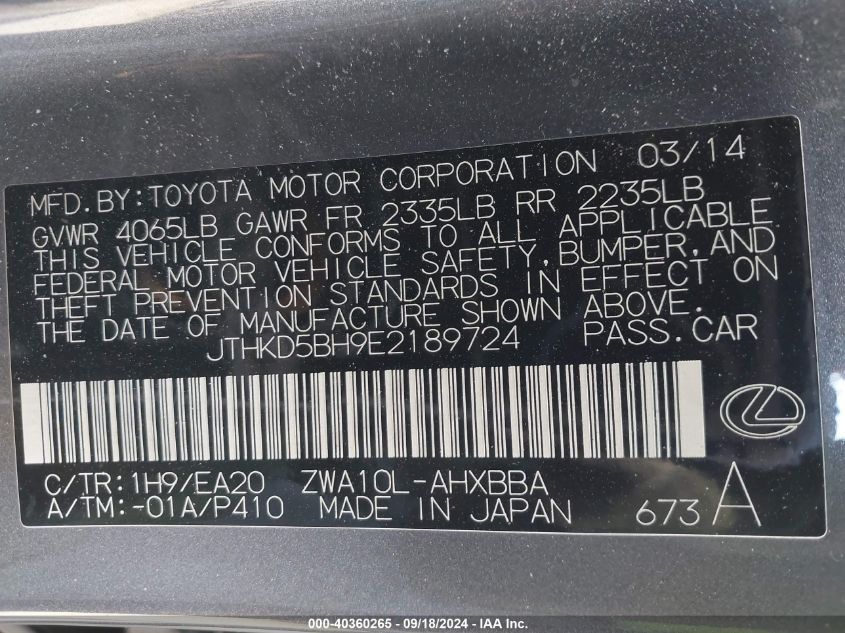 MFD.BY:TOYOTA MOTOR CORPORATION 03/14
GVWR 4065LB GAWR FR 2335LB RR 2235LB
THIS VEHICLE CONFORMS TO ALL APPLICABLE
FEDERAL MOTOR VEHICLE SAFETY,BUMPER,AND
THEFT PREVENTION STANDARDS IN EFFECT ON
THE DATE OF MANUFACTURE SHOWN ABOVE.
JTHKD5BH9E2189724 PASS.CAR
C/TR:1H9/EA20 ZWA10L-AHXBBA
A/TM:-01A/P410 MADE IN JAPAN 673 A
000-40360265 - 09/18/2024 - IAA Inc.